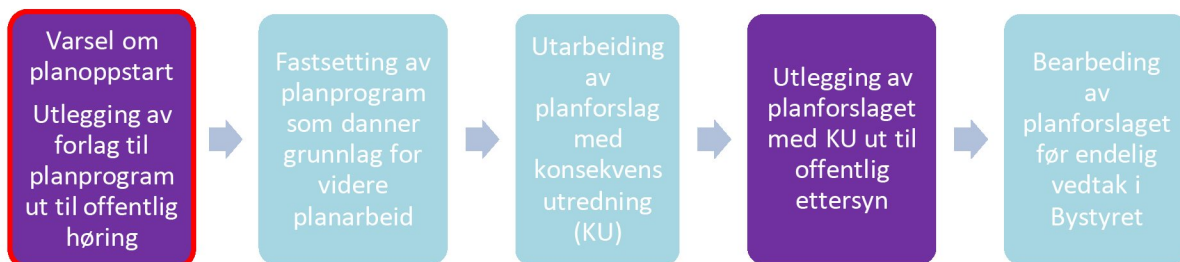 Varsel om
planoppstart
Utlegging av
forlag til
planprogram
ut til offentlig
høring
Fastsetting av
planprogram
som danner
grunnlag for
videre
planarbeid
Utarbeiding
av
planforslag
med
konsekvens
utredning
(KU)
Utlegging av
planforslaget
med KU ut til
offentlig
ettersyn
Bearbeding
av
planforslaget
før endelig
vedtak i
Bystyret